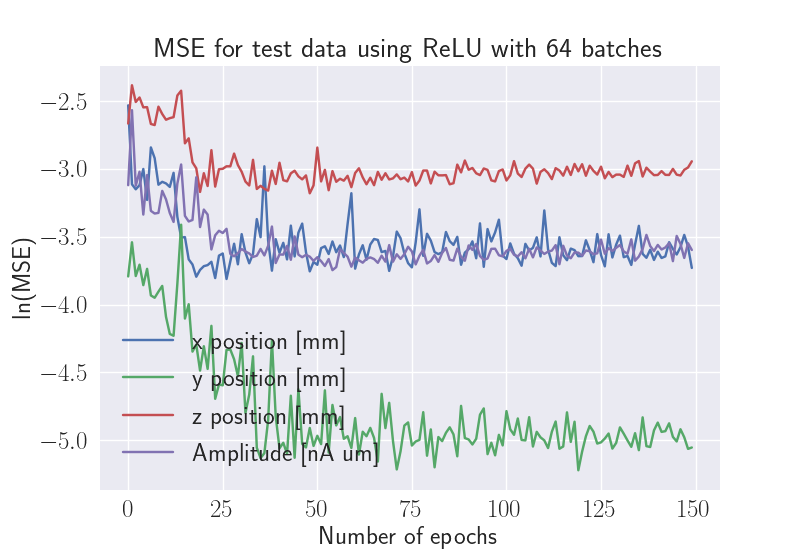 MSE for test data using ReLU with 64 batches
ln(MSE)
−2.5
−3.0
−3.5
−4.0
−4.5
−5.0
x position [mm]
y position [mm]
z position [mm]
Amplitude [nA um]
0 25 50 75 100 125 150
Number of epochs